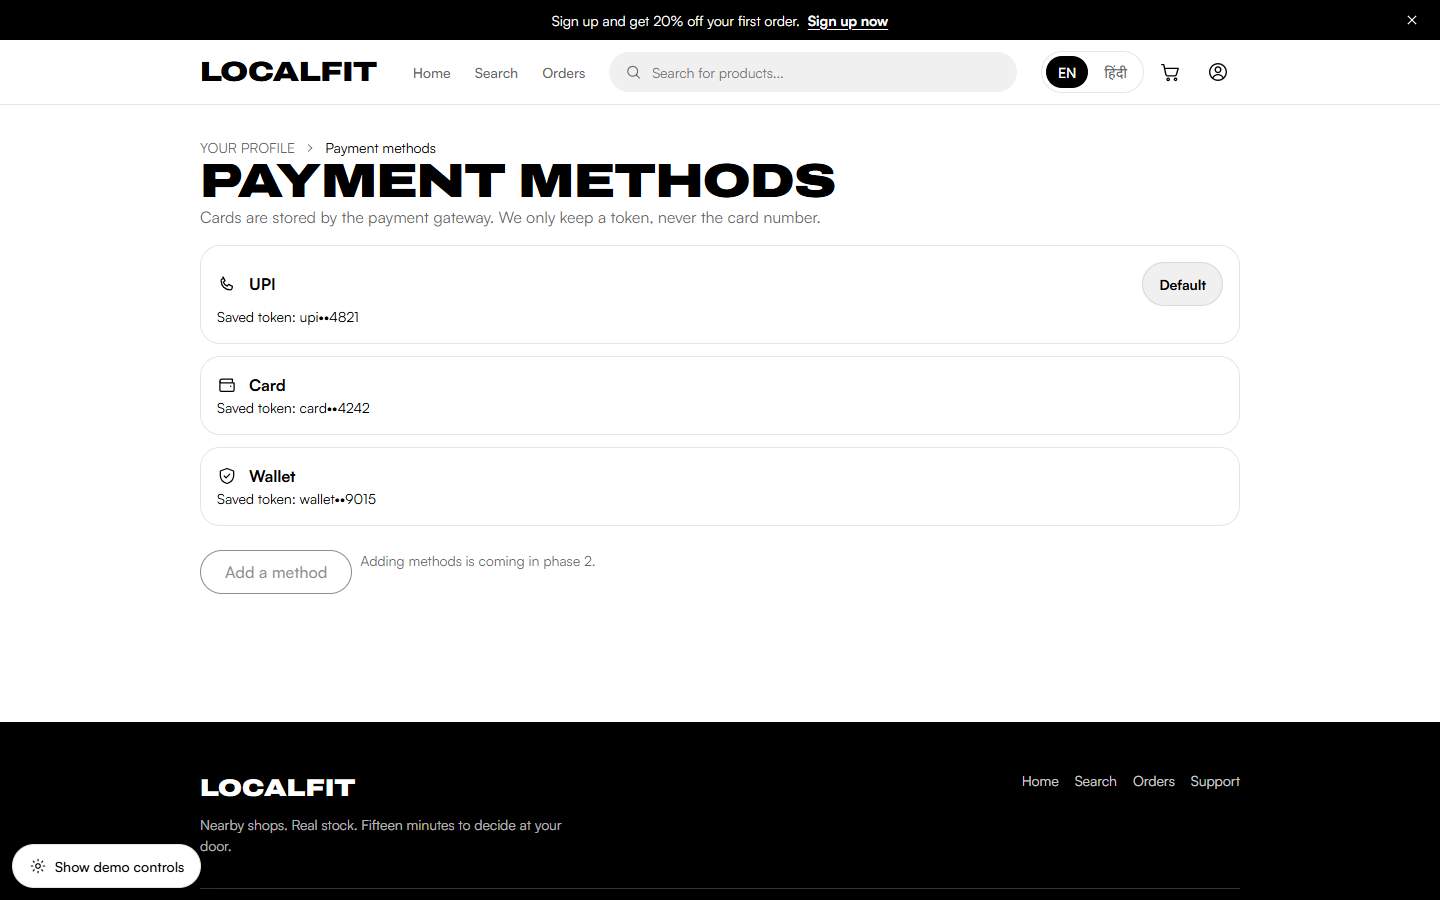 Sign up and get 20% off your first order. Sign up now
LOCALFIT
Home
Search
Orders
Search for products...
EN
हिंदी
YOUR PROFILE > Payment methods
PAYMENT METHODS
Cards are stored by the payment gateway. We only keep a token, never the card number.
UPI
Default
Saved token: upi••4821
Card
Saved token: card••4242
Wallet
Saved token: wallet••9015
Add a method
Adding methods is coming in phase 2.
LOCALFIT
Home
Search
Orders
Support
Nearby shops. Real stock. Fifteen minutes to decide at your
door.
Show demo controls